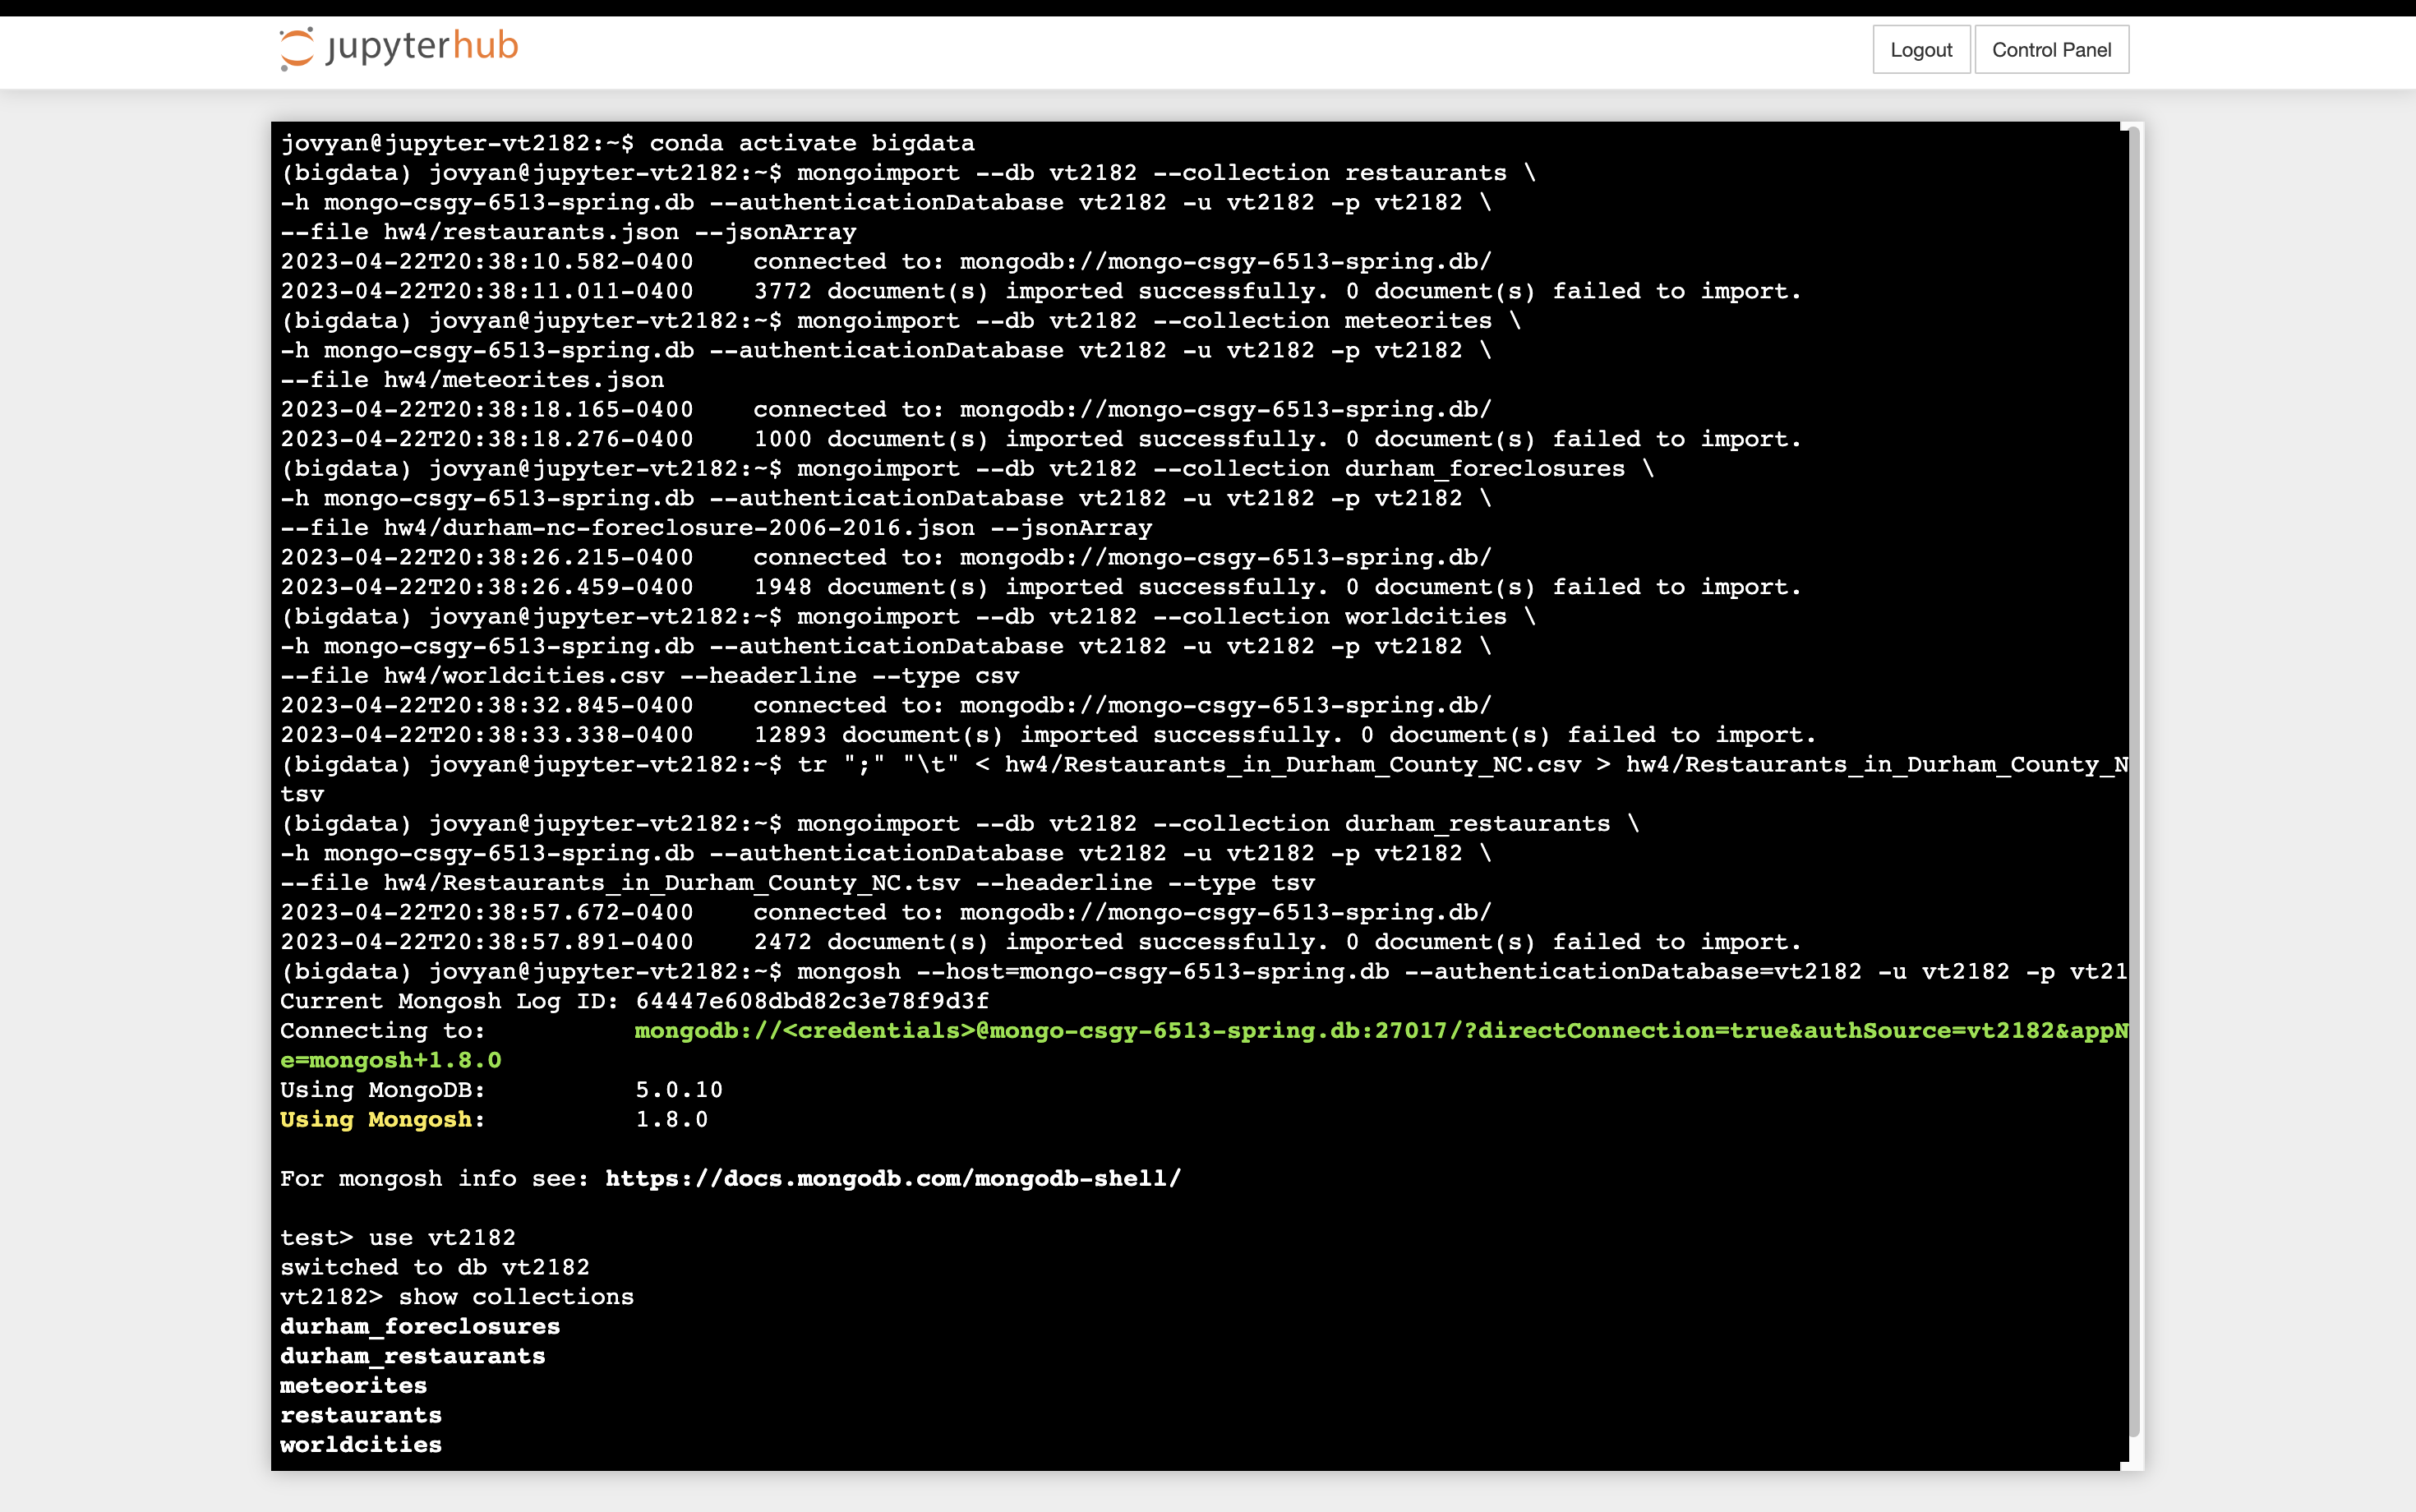 jupyterhub
Logout
Control Panel
jovyan@jupyter-vt2182:~$ conda activate bigdata
(bigdata) jovyan@jupyter-vt2182:~$ mongoimport --db vt2182 --collection restaurants \
-h mongo-csgy-6513-spring.db --authenticationDatabase vt2182 -u vt2182 -p vt2182 \
--file hw4/restaurants.json --jsonArray
2023-04-22T20:38:10.582-0400    connected to: mongodb://mongo-csgy-6513-spring.db/
2023-04-22T20:38:11.011-0400    3772 document(s) imported successfully. 0 document(s) failed to import.
(bigdata) jovyan@jupyter-vt2182:~$ mongoimport --db vt2182 --collection meteorites \
-h mongo-csgy-6513-spring.db --authenticationDatabase vt2182 -u vt2182 -p vt2182 \
--file hw4/meteorites.json
2023-04-22T20:38:18.165-0400    connected to: mongodb://mongo-csgy-6513-spring.db/
2023-04-22T20:38:18.276-0400    1000 document(s) imported successfully. 0 document(s) failed to import.
(bigdata) jovyan@jupyter-vt2182:~$ mongoimport --db vt2182 --collection durham_foreclosures \
-h mongo-csgy-6513-spring.db --authenticationDatabase vt2182 -u vt2182 -p vt2182 \
--file hw4/durham-nc-foreclosure-2006-2016.json --jsonArray
2023-04-22T20:38:26.215-0400    connected to: mongodb://mongo-csgy-6513-spring.db/
2023-04-22T20:38:26.459-0400    1948 document(s) imported successfully. 0 document(s) failed to import.
(bigdata) jovyan@jupyter-vt2182:~$ mongoimport --db vt2182 --collection worldcities \
-h mongo-csgy-6513-spring.db --authenticationDatabase vt2182 -u vt2182 -p vt2182 \
--file hw4/worldcities.csv --headerline --type csv
2023-04-22T20:38:32.845-0400    connected to: mongodb://mongo-csgy-6513-spring.db/
2023-04-22T20:38:33.338-0400    12893 document(s) imported successfully. 0 document(s) failed to import.
(bigdata) jovyan@jupyter-vt2182:~$ tr ";" "\t" < hw4/Restaurants_in_Durham_County_NC.csv > hw4/Restaurants_in_Durham_County_N
tsv
(bigdata) jovyan@jupyter-vt2182:~$ mongoimport --db vt2182 --collection durham_restaurants \
-h mongo-csgy-6513-spring.db --authenticationDatabase vt2182 -u vt2182 -p vt2182 \
--file hw4/Restaurants_in_Durham_County_NC.tsv --headerline --type tsv
2023-04-22T20:38:57.672-0400    connected to: mongodb://mongo-csgy-6513-spring.db/
2023-04-22T20:38:57.891-0400    2472 document(s) imported successfully. 0 document(s) failed to import.
(bigdata) jovyan@jupyter-vt2182:~$ mongosh --host=mongo-csgy-6513-spring.db --authenticationDatabase=vt2182 -u vt2182 -p vt21
Current Mongosh Log ID: 64447e608dbd82c3e78f9d3f
Connecting to:          mongodb://<credentials>@mongo-csgy-6513-spring.db:27017/?directConnection=true&authSource=vt2182&appN
e=mongosh+1.8.0
Using MongoDB:          5.0.10
Using Mongosh:          1.8.0
For mongosh info see: https://docs.mongodb.com/mongodb-shell/
test> use vt2182
switched to db vt2182
vt2182> show collections
durham_foreclosures
durham_restaurants
meteorites
restaurants
worldcities